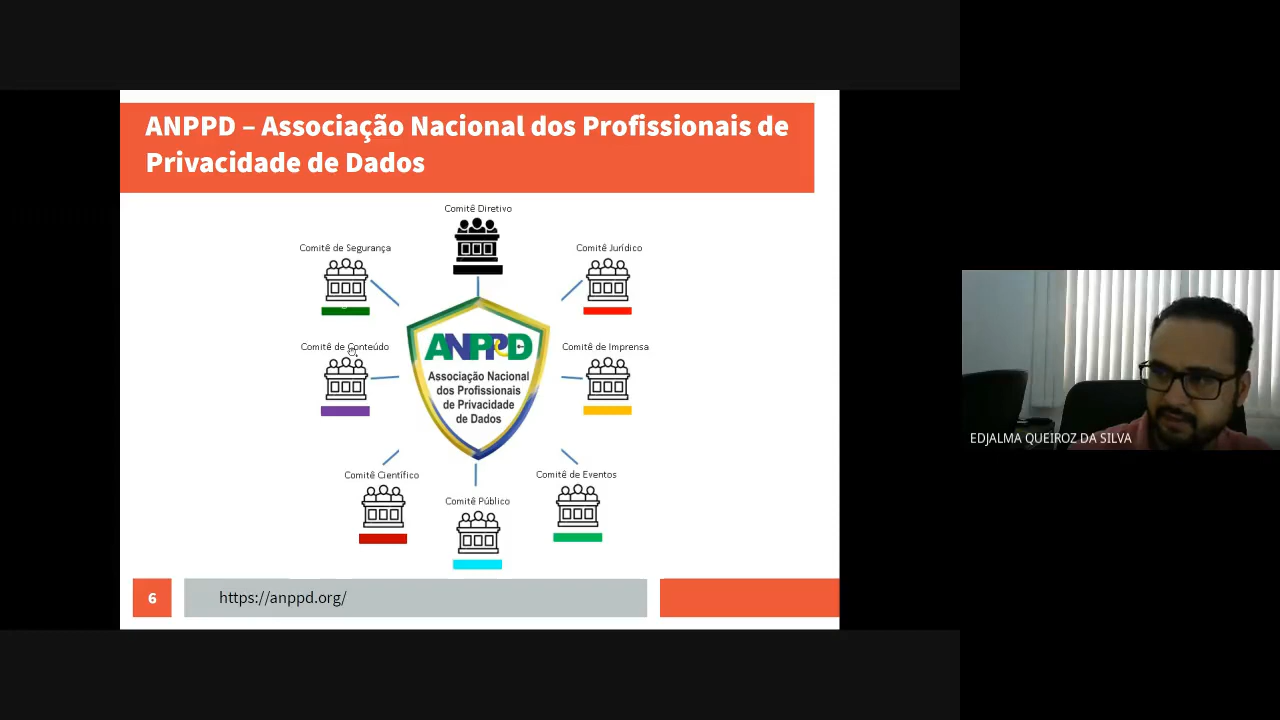 ANPPD – Associação Nacional dos Profissionais de
Privacidade de Dados
Comitê Diretivo
Comitê de Segurança
Comitê Jurídico
Comitê de Conteúdo
Comitê de Imprensa
ANPPD
Associação Nacional
dos Profissionais
de Privacidade
de Dados
Comitê Científico
Comitê de Eventos
Comitê Público
6
https://anppd.org/
EDJALMA QUEIROZ DA SILVA